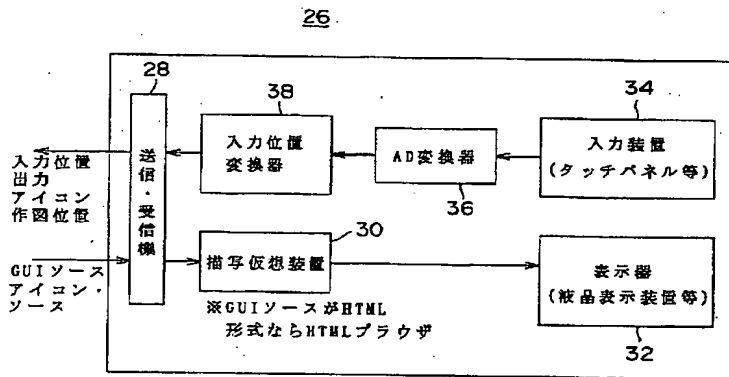 26
28
送信・受信機
38
入力位置
変換器
AD変換器
36
34
入力装置
(タッチパネル等)
入力位置
出力
アイコン
作図位置
GUIソース
アイコン・
ソース
30
描写仮想装置
※GUIソースがHTML
形式ならHTMLブラウザ
表示器
(液晶表示装置等)
32